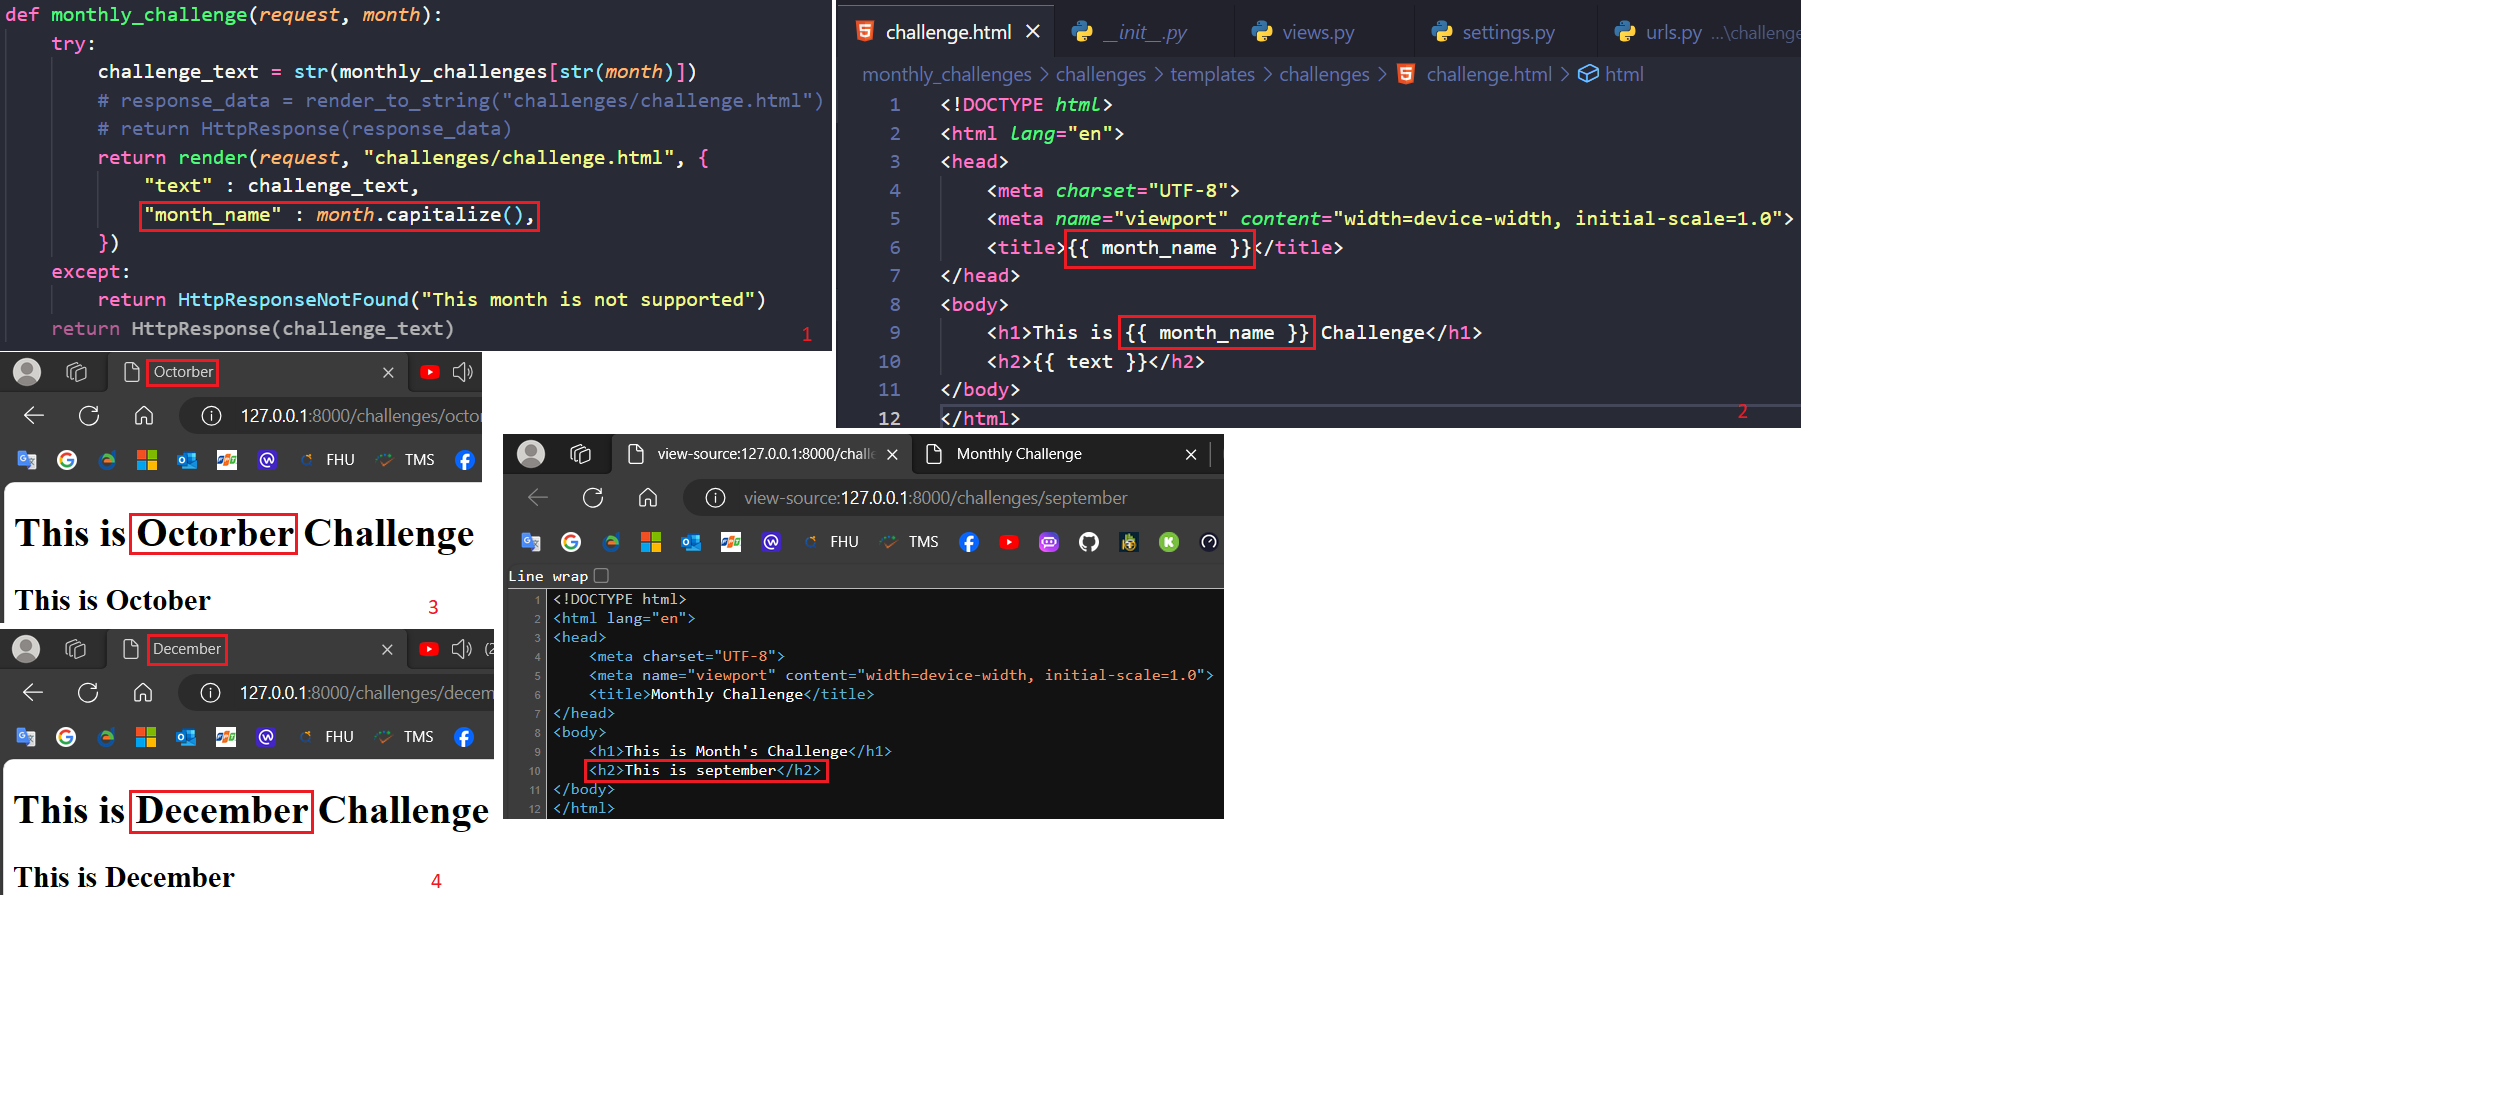 def monthly_challenge(request, month):
    try:
        challenge_text = str(monthly_challenges[str(month)])
        # response_data = render_to_string("challenges/challenge.html")
        # return HttpResponse(response_data)
        return render(request, "challenges/challenge.html", {
            "text" : challenge_text,
            "month_name" : month.capitalize(),
        })
    except:
        return HttpResponseNotFound("This month is not supported")
    return HttpResponse(challenge_text)
1
challenge.html __init__.py views.py settings.py urls.py ...\challenge
monthly_challenges > challenges > templates > challenges > challenge.html > html
1 <!DOCTYPE html>
2 <html lang="en">
3 <head>
4     <meta charset="UTF-8">
5     <meta name="viewport" content="width=device-width, initial-scale=1.0">
6     <title>{{ month_name }}</title>
7 </head>
8 <body>
9     <h1>This is {{ month_name }} Challenge</h1>
10     <h2>{{ text }}</h2>
11 </body>
12 </html>
2
Octorber
127.0.0.1:8000/challenges/octor
FHU TMS
This is Octorber Challenge
This is October
3
view-source:127.0.0.1:8000/challe Monthly Challenge
view-source:127.0.0.1:8000/challenges/september
FHU TMS
Line wrap
1 <!DOCTYPE html>
2 <html lang="en">
3 <head>
4     <meta charset="UTF-8">
5     <meta name="viewport" content="width=device-width, initial-scale=1.0">
6     <title>Monthly Challenge</title>
7 </head>
8 <body>
9     <h1>This is Month's Challenge</h1>
10     <h2>This is september</h2>
11 </body>
12 </html>
December (2
127.0.0.1:8000/challenges/decem
FHU TMS
This is December Challenge
This is December
4